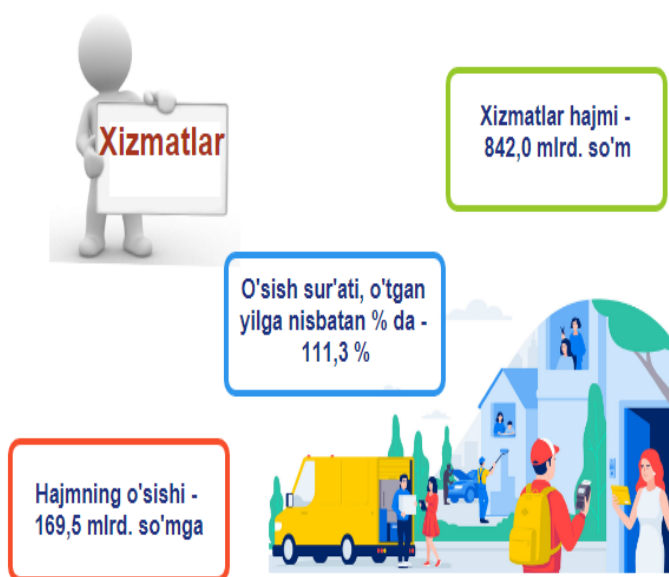 Xizmatlar
Xizmatlar hajmi -
842,0 mlrd. so'm
O'sish sur'ati, o'tgan
yilga nisbatan % da -
111,3 %
Hajmning o'sishi -
169,5 mlrd. so'mga